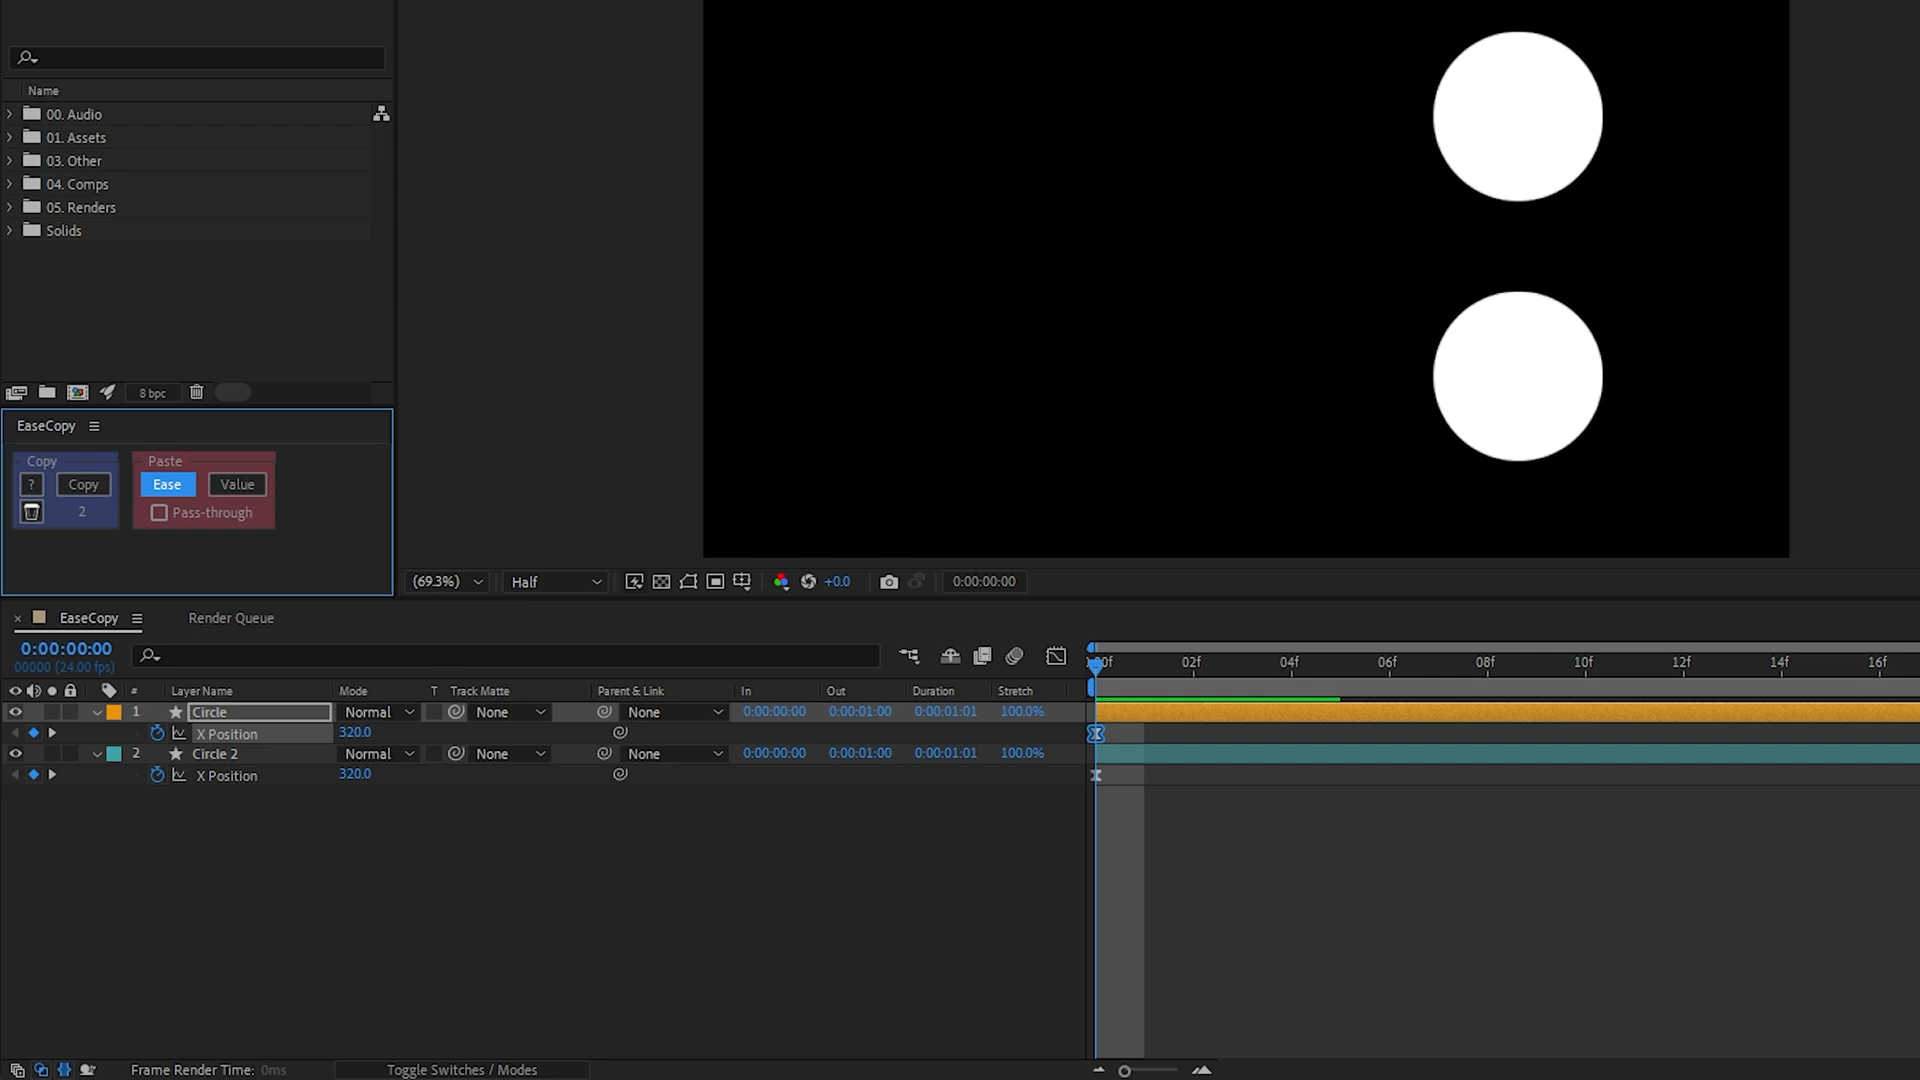 Name
00. Audio
01. Assets
03. Other
04. Comps
05. Renders
Solids
8 bpc
EaseCopy
Copy
Paste
? Copy
Ease Value
2
Pass-through
(69.3%) Half +0.0 0:00:00:00
EaseCopy Render Queue
0:00:00:00
00000 (24.00 fps)
02f 04f 06f 08f 10f 12f 14f 16f
# Layer Name Mode T Track Matte Parent & Link In Out Duration Stretch
1 Circle Normal None None 0:00:00:00 0:00:01:00 0:00:01:01 100.0%
X Position 320.0
2 Circle 2 Normal None None 0:00:00:00 0:00:01:00 0:00:01:01 100.0%
X Position 320.0
Frame Render Time: 0ms Toggle Switches / Modes